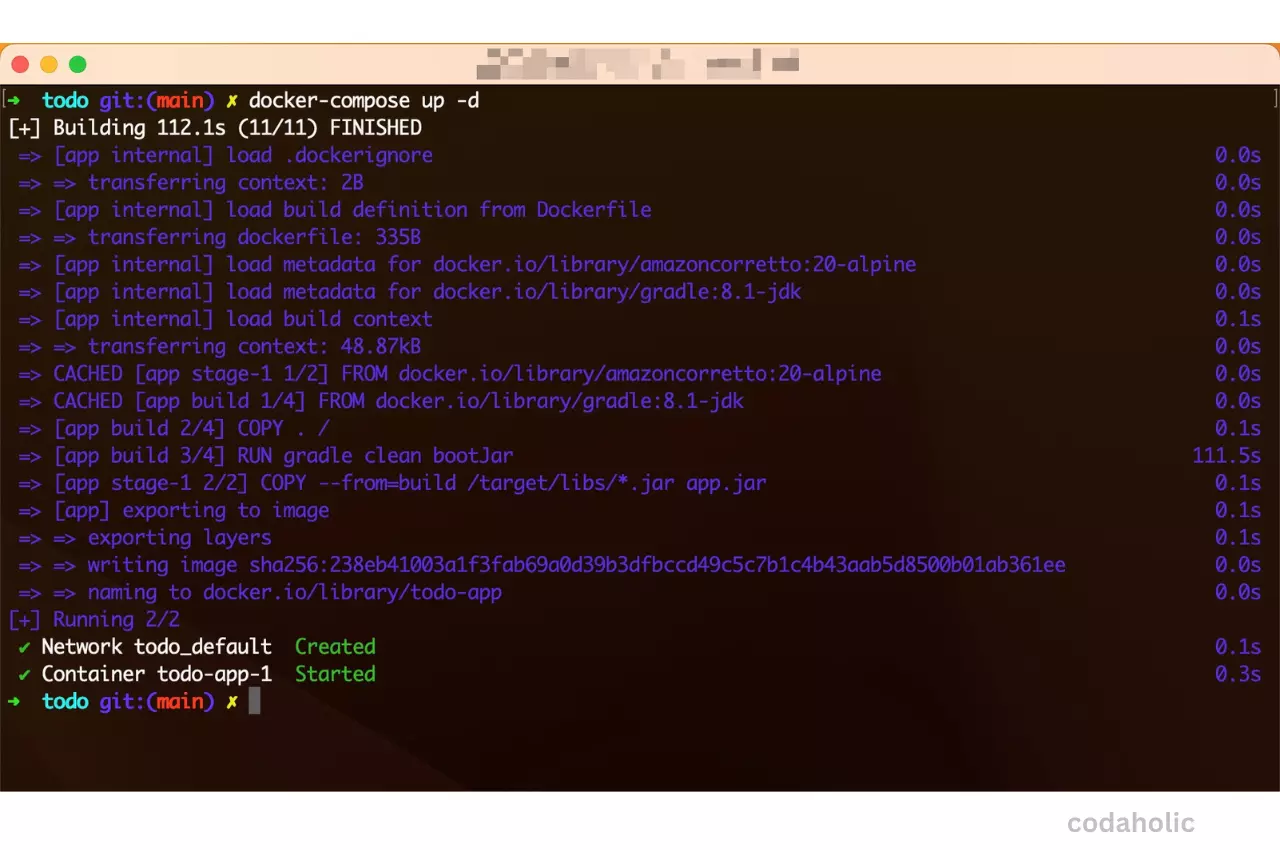 ➜ todo git:(main) ✗ docker-compose up -d
[+] Building 112.1s (11/11) FINISHED
=> [app internal] load .dockerignore 0.0s
=> => transferring context: 2B 0.0s
=> [app internal] load build definition from Dockerfile 0.0s
=> => transferring dockerfile: 335B 0.0s
=> [app internal] load metadata for docker.io/library/amazoncorretto:20-alpine 0.0s
=> [app internal] load metadata for docker.io/library/gradle:8.1-jdk 0.0s
=> [app internal] load build context 0.1s
=> => transferring context: 48.87kB 0.0s
=> CACHED [app stage-1 1/2] FROM docker.io/library/amazoncorretto:20-alpine 0.0s
=> CACHED [app build 1/4] FROM docker.io/library/gradle:8.1-jdk 0.0s
=> [app build 2/4] COPY . / 0.1s
=> [app build 3/4] RUN gradle clean bootJar 111.5s
=> [app stage-1 2/2] COPY --from=build /target/libs/*.jar app.jar 0.1s
=> [app] exporting to image 0.1s
=> => exporting layers 0.1s
=> => writing image sha256:238eb41003a1f3fab69a0d39b3dfbccd49c5c7b1c4b43aab5d8500b01ab361ee 0.0s
=> => naming to docker.io/library/todo-app 0.0s
[+] Running 2/2
✔ Network todo_default Created 0.1s
✔ Container todo-app-1 Started 0.3s
➜ todo git:(main) ✗
codaholic